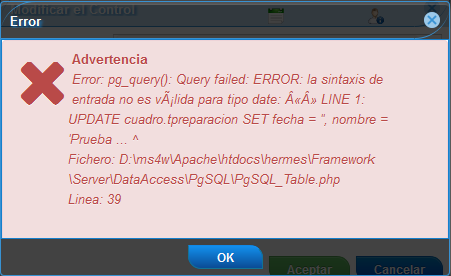 Modificar el Control
Error
Advertencia
Error: pg_query(): Query failed: ERROR: la sintaxis de
entrada no es vÃ¡lida para tipo date: Â«Â» LINE 1:
UPDATE cuadro.tpreparacion SET fecha = '', nombre =
'Prueba ... ^
Fichero: D:\ms4w\Apache\htdocs\hermes\Framework
\Server\DataAccess\PgSQL\PgSQL_Table.php
Linea: 39
OK
Aceptar
Cancelar